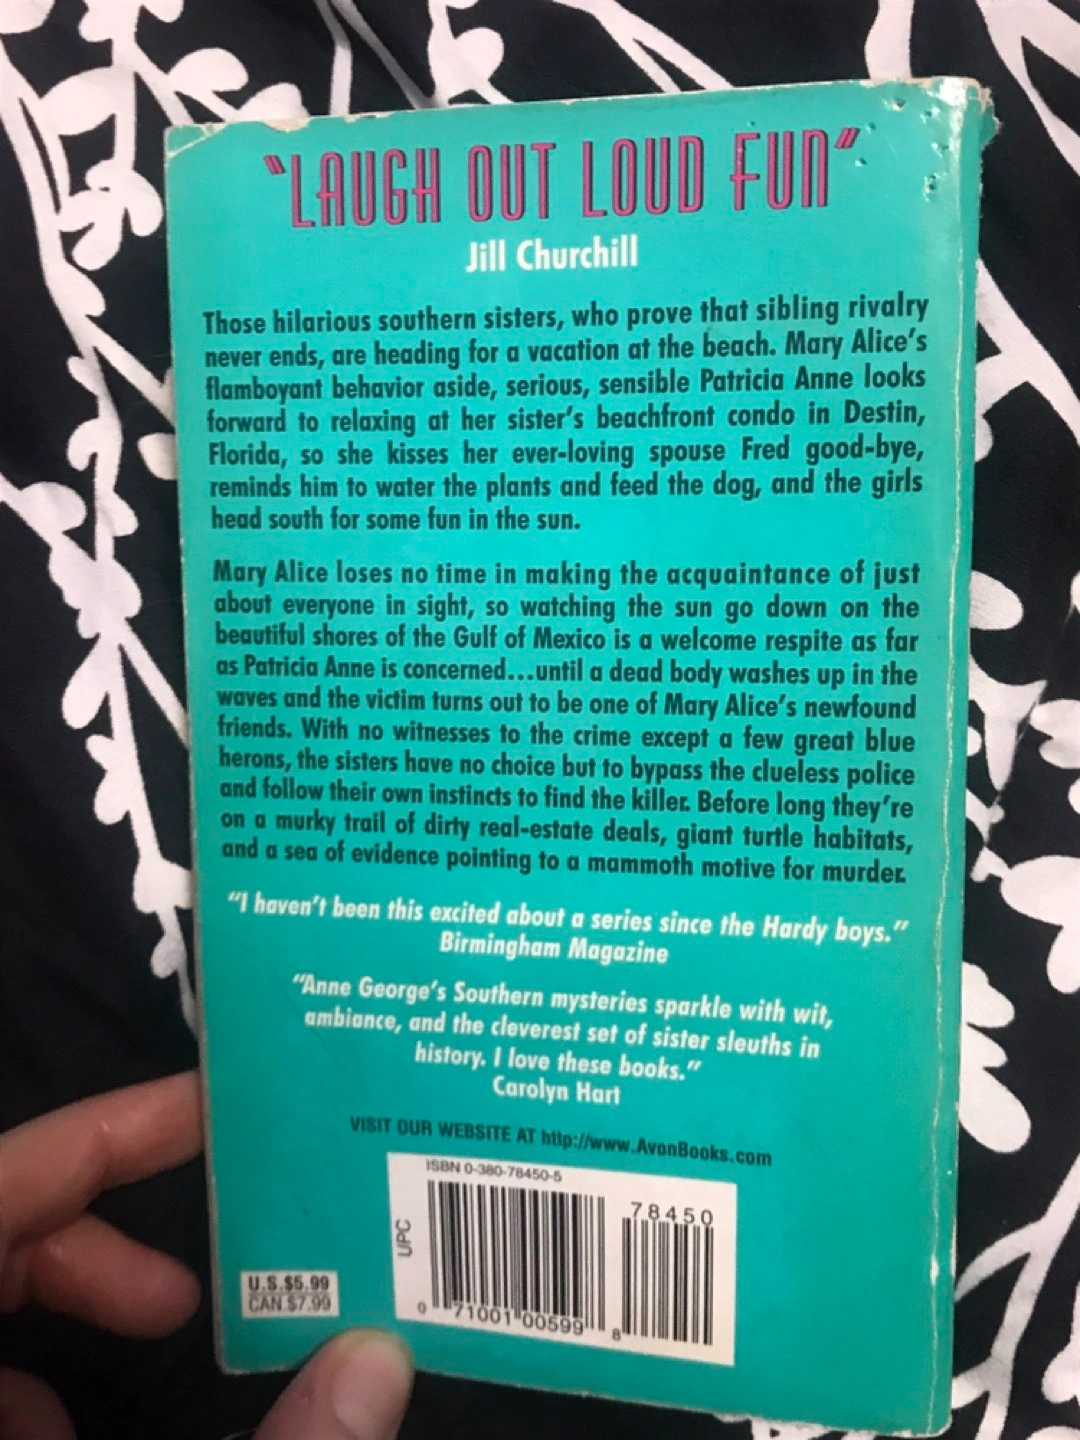 "LAUGH OUT LOUD FUN"
Jill Churchill
Those hilarious southern sisters, who prove that sibling rivalry
never ends, are heading for a vacation at the beach. Mary Alice's
flamboyant behavior aside, serious, sensible Patricia Anne looks
forward to relaxing at her sister's beachfront condo in Destin,
Florida, so she kisses her ever-loving spouse Fred good-bye,
reminds him to water the plants and feed the dog, and the girls
head south for some fun in the sun.
Mary Alice loses no time in making the acquaintance of just
about everyone in sight, so watching the sun go down on the
beautiful shores of the Gulf of Mexico is a welcome respite as far
as Patricia Anne is concerned...until a dead body washes up in the
waves and the victim turns out to be one of Mary Alice's newfound
friends. With no witnesses to the crime except a few great blue
herons, the sisters have no choice but to bypass the clueless police
and follow their own instincts to find the killer. Before long they're
on a murky trail of dirty real-estate deals, giant turtle habitats,
and a sea of evidence pointing to a mammoth motive for murder.
"I haven't been this excited about a series since the Hardy boys."
Birmingham Magazine
"Anne George's Southern mysteries sparkle with wit,
ambiance, and the cleverest set of sister sleuths in
history. I love these books."
Carolyn Hart
VISIT OUR WEBSITE AT http://www.AvonBooks.com
ISBN 0-380-78450-5
78450
UPC
0 71001 00599 8
U.S.$5.99
CAN $7.99